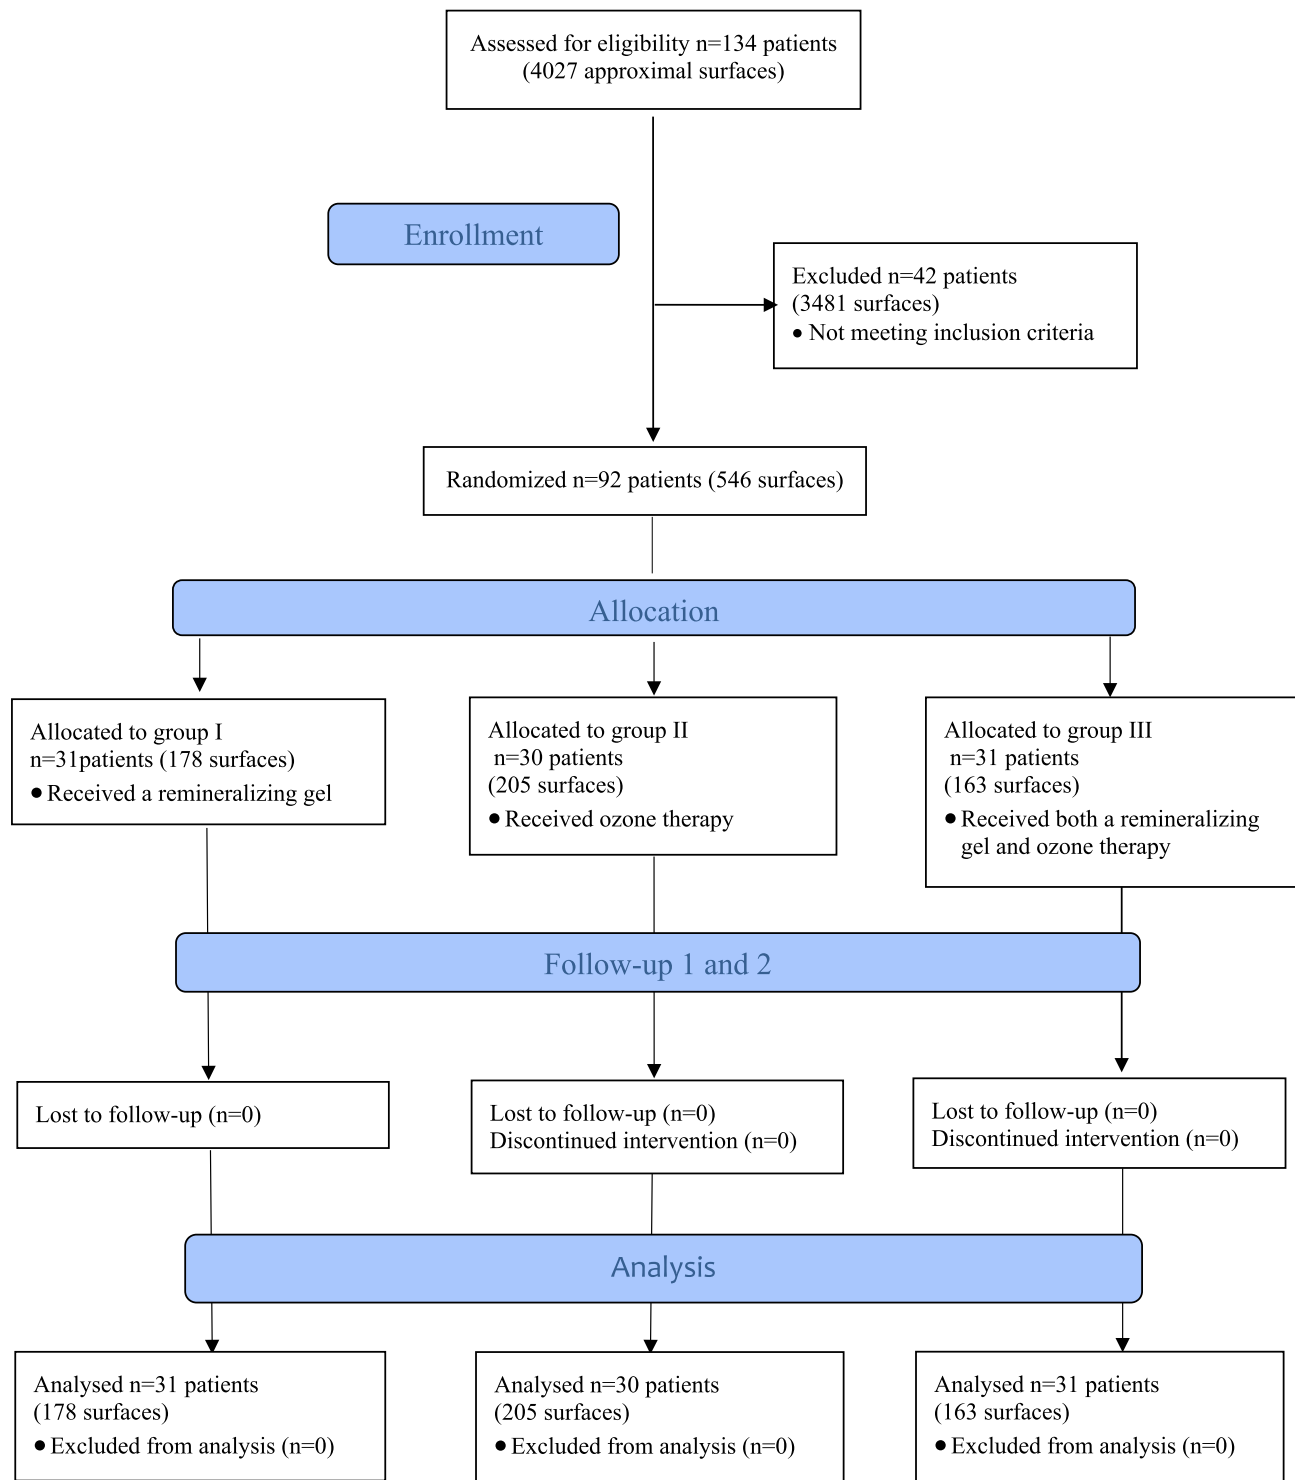 Assessed for eligibility n=134 patients
(4027 approximal surfaces)
Enrollment
Excluded n=42 patients
(3481 surfaces)
• Not meeting inclusion criteria
Randomized n=92 patients (546 surfaces)
Allocation
Allocated to group I
n=31patients (178 surfaces)
• Received a remineralizing gel
Allocated to group II
n=30 patients
(205 surfaces)
• Received ozone therapy
Allocated to group III
n=31 patients
(163 surfaces)
• Received both a remineralizing
gel and ozone therapy
Follow-up 1 and 2
Lost to follow-up (n=0)
Lost to follow-up (n=0)
Discontinued intervention (n=0)
Lost to follow-up (n=0)
Discontinued intervention (n=0)
Analysis
Analysed n=31 patients
(178 surfaces)
• Excluded from analysis (n=0)
Analysed n=30 patients
(205 surfaces)
• Excluded from analysis (n=0)
Analysed n=31 patients
(163 surfaces)
• Excluded from analysis (n=0)